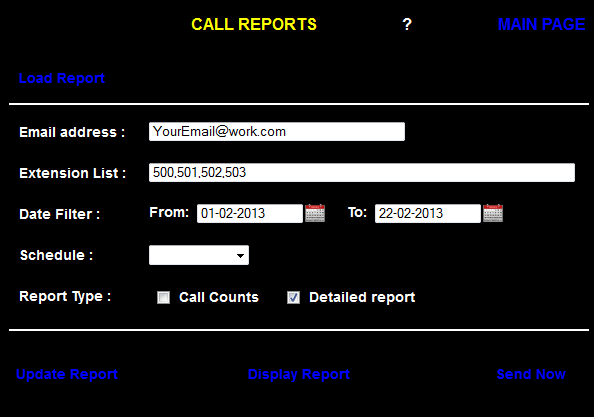 CALL REPORTS ? MAIN PAGE
Load Report
Email address : YourEmail@work.com
Extension List : 500,501,502,503
Date Filter : From: 01-02-2013 To: 22-02-2013
Schedule :
Report Type : Call Counts Detailed report
Update Report Display Report Send Now